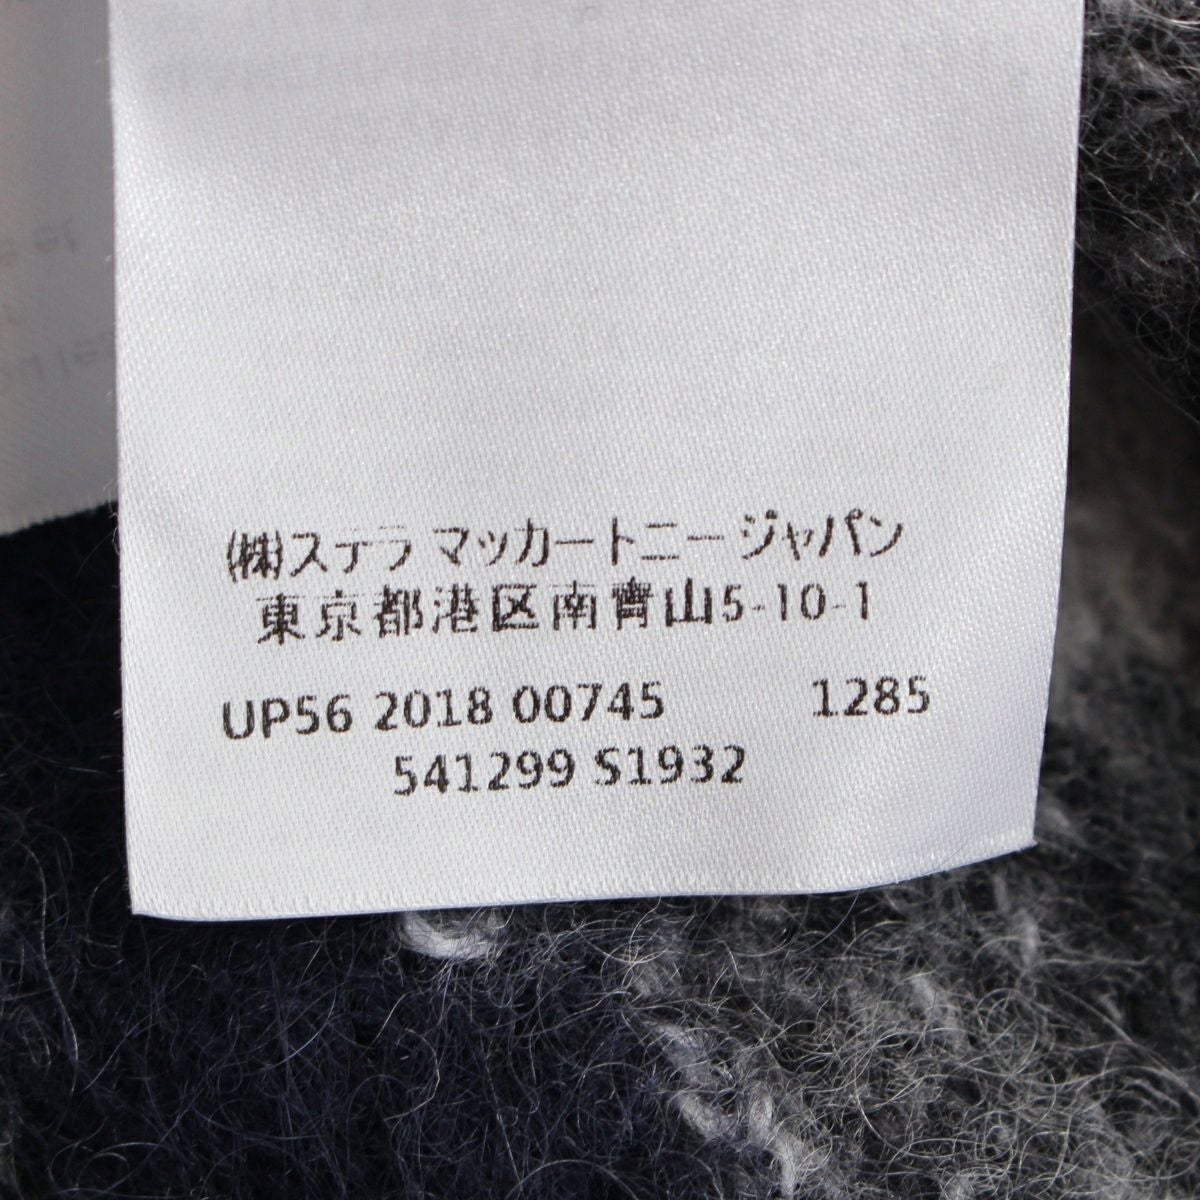 (株)ステラ マッカートニー ジャパン
東京都港区南青山5-10-1
UP56 2018 00745 1285
541299 S1932